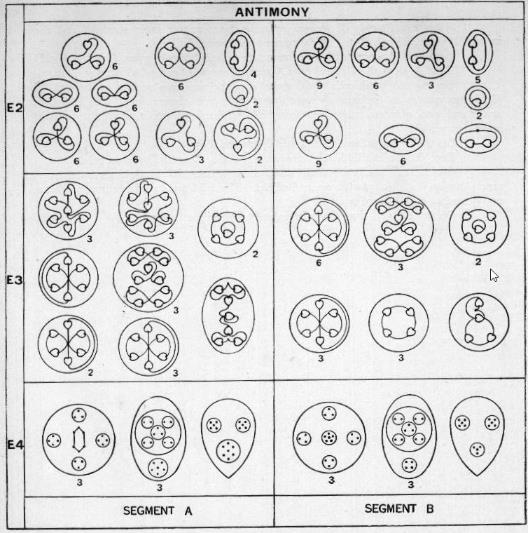 ANTIMONY
E2
6 6 4
6 6 2
6 6 3 2
9 6 3 5
2
9 6
E3
3 3 2
3
2 3
6 3 2
3 3
E4
3 3
3 3
SEGMENT A
SEGMENT B